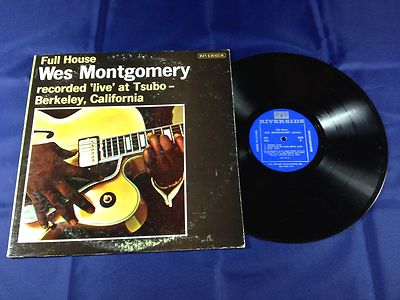 Full House
RIVERSIDE
Wes Montgomery
recorded 'live' at Tsubo –
Berkeley, California
RIVERSIDE